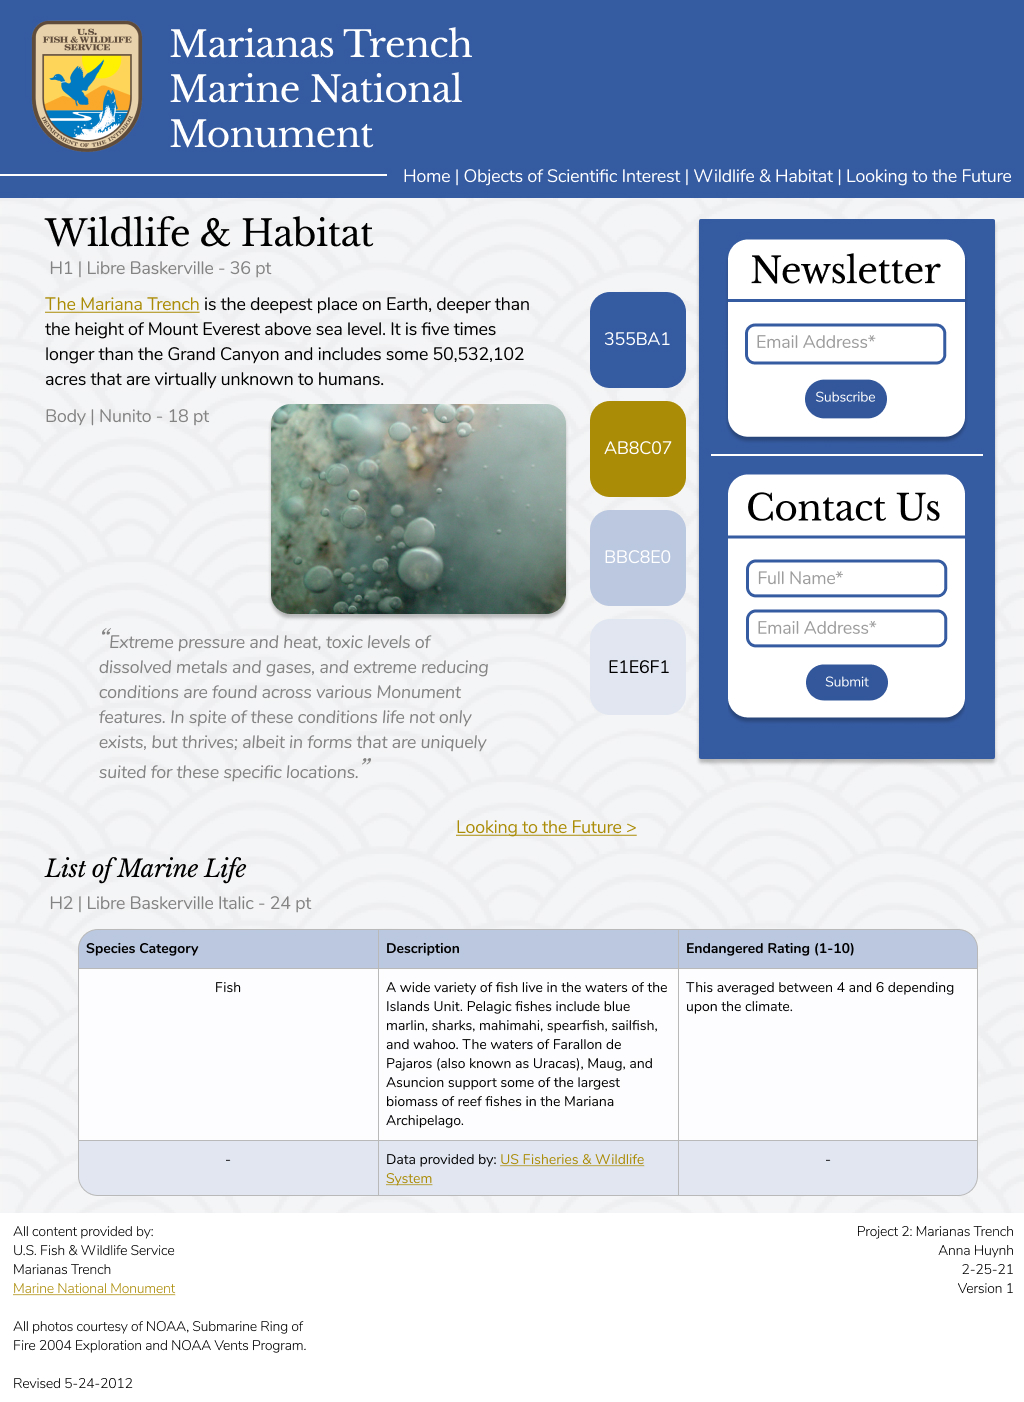 U.S.
FISH & WILDLIFE
SERVICE
DEPARTMENT OF THE INTERIOR
Marianas Trench
Marine National
Monument
Home | Objects of Scientific Interest | Wildlife & Habitat | Looking to the Future
Wildlife & Habitat
H1 | Libre Baskerville - 36 pt
The Mariana Trench is the deepest place on Earth, deeper than
the height of Mount Everest above sea level. It is five times
longer than the Grand Canyon and includes some 50,532,102
acres that are virtually unknown to humans.
Body | Nunito - 18 pt
“Extreme pressure and heat, toxic levels of
dissolved metals and gases, and extreme reducing
conditions are found across various Monument
features. In spite of these conditions life not only
exists, but thrives; albeit in forms that are uniquely
suited for these specific locations.”
355BA1
AB8C07
BBC8E0
E1E6F1
Newsletter
Email Address*
Subscribe
Contact Us
Full Name*
Email Address*
Submit
Looking to the Future >
List of Marine Life
H2 | Libre Baskerville Italic - 24 pt
Species Category
Description
Endangered Rating (1-10)
Fish
A wide variety of fish live in the waters of the
Islands Unit. Pelagic fishes include blue
marlin, sharks, mahimahi, spearfish, sailfish,
and wahoo. The waters of Farallon de
Pajaros (also known as Uracas), Maug, and
Asuncion support some of the largest
biomass of reef fishes in the Mariana
Archipelago.
This averaged between 4 and 6 depending
upon the climate.
-
Data provided by: US Fisheries & Wildlife
System
-
All content provided by:
U.S. Fish & Wildlife Service
Marianas Trench
Marine National Monument
All photos courtesy of NOAA, Submarine Ring of
Fire 2004 Exploration and NOAA Vents Program.
Revised 5-24-2012
Project 2: Marianas Trench
Anna Huynh
2-25-21
Version 1